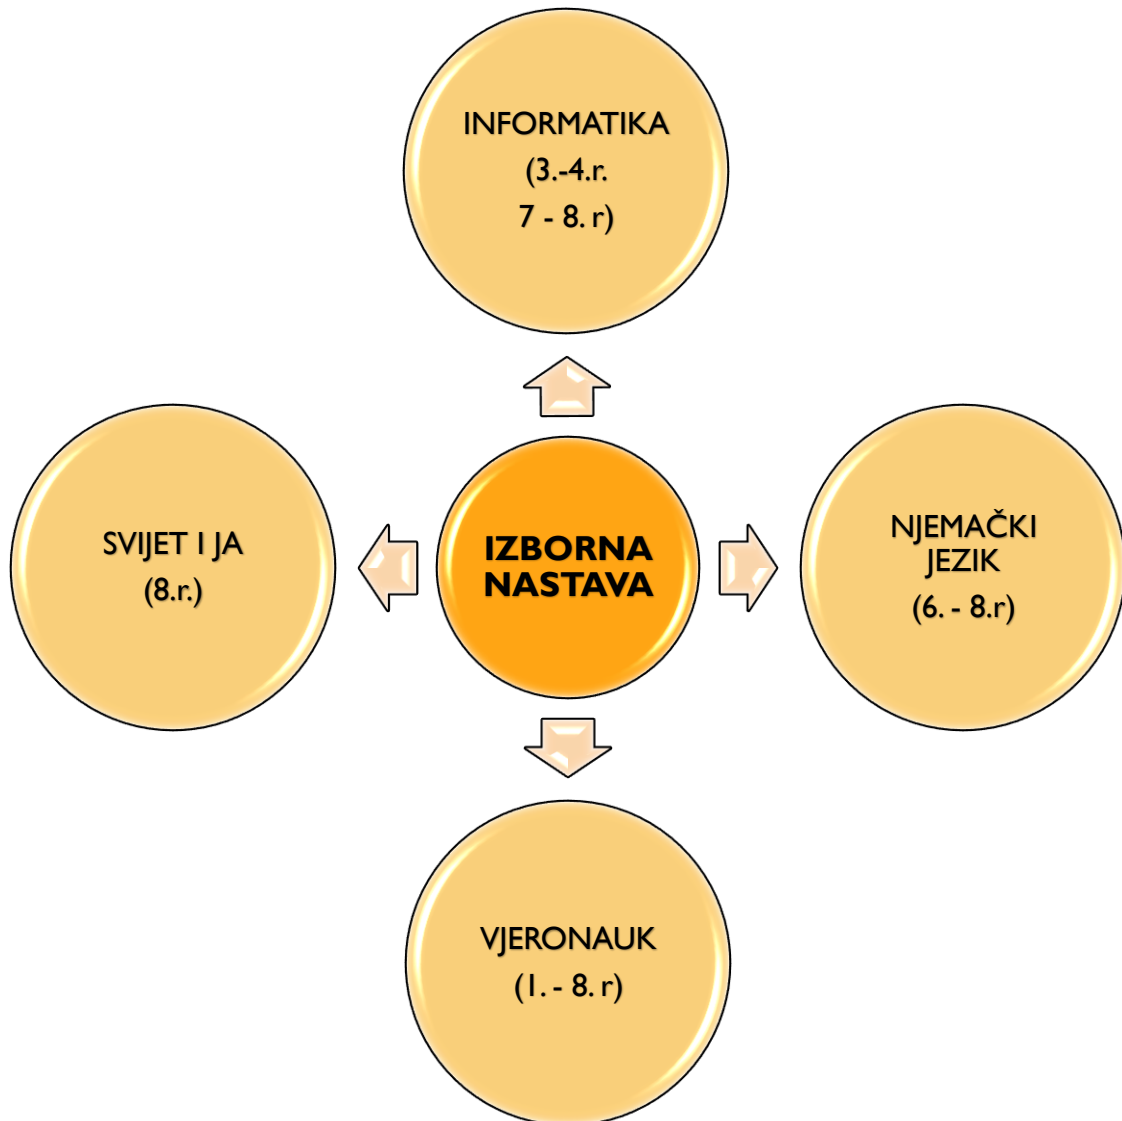 INFORMATIKA
(3.-4.r.
7 - 8. r)
SVIJET I JA
(8.r.)
IZBORNA
NASTAVA
NJEMAČKI
JEZIK
(6. - 8.r)
VJERONAUK
(1. - 8. r)